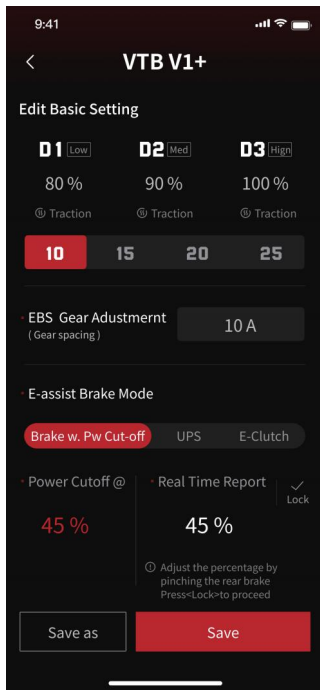 9:41
VTB V1+
Edit Basic Setting
D1 Low D2 Med D3 Hign
80 % 90 % 100 %
Traction Traction Traction
10 15 20 25
EBS Gear Adustmernt
( Gear spacing )
10 A
E-assist Brake Mode
Brake w. Pw Cut-off UPS E-Clutch
Power Cutoff @ Real Time Report
Lock
45 % 45 %
Adjust the percentage by
pinching the rear brake
Press<Lock>to proceed
Save as Save